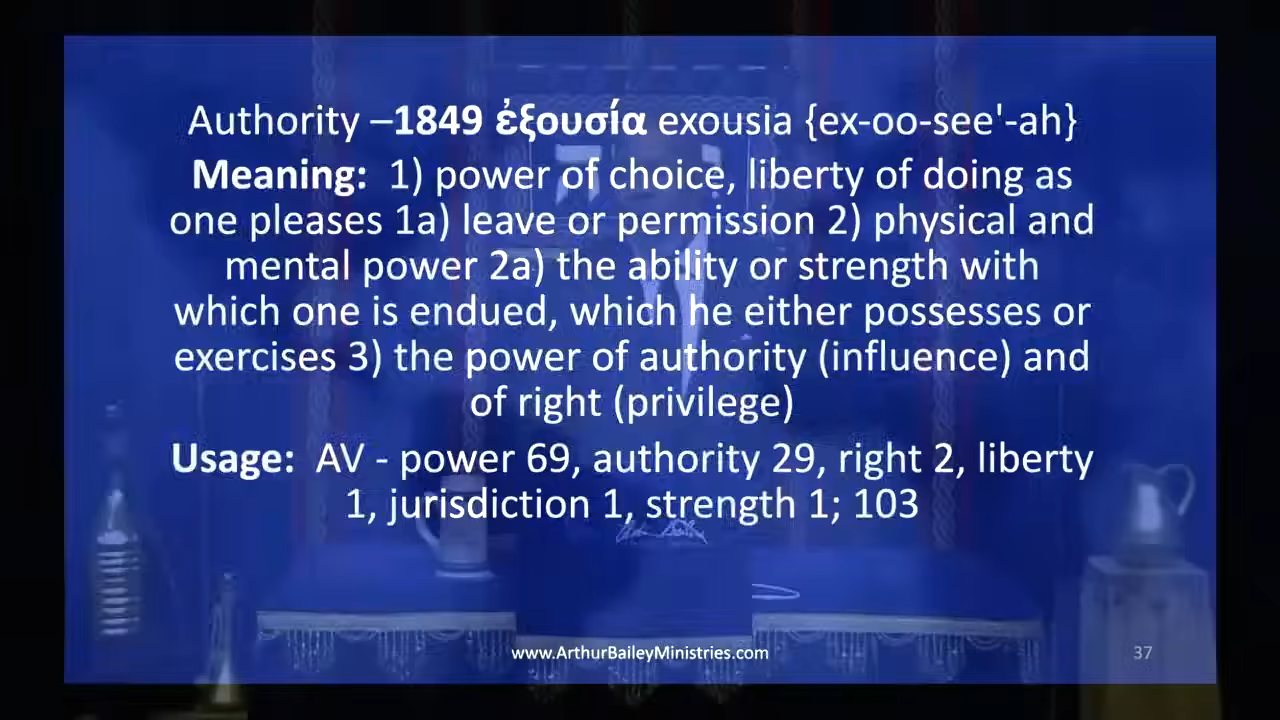 Authority –1849 ἐξουσία exousia {ex-oo-see'-ah}
Meaning: 1) power of choice, liberty of doing as
one pleases 1a) leave or permission 2) physical and
mental power 2a) the ability or strength with
which one is endued, which he either possesses or
exercises 3) the power of authority (influence) and
of right (privilege)
Usage: AV - power 69, authority 29, right 2, liberty
1, jurisdiction 1, strength 1; 103
www.ArthurBaileyMinistries.com
37